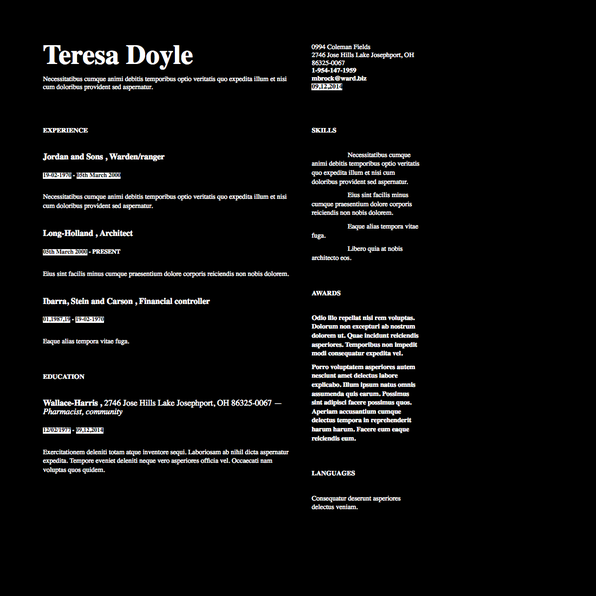 Teresa Doyle
Necessitatibus cumque animi debitis temporibus optio veritatis quo expedita illum et nisi
cum doloribus provident sed aspernatur.
EXPERIENCE
Jordan and Sons , Warden/ranger
19-02-1970 - 16th March 2000
Necessitatibus cumque animi debitis temporibus optio veritatis quo expedita illum et nisi
cum doloribus provident sed aspernatur.
Long-Holland , Architect
05th March 2000 - PRESENT
Eius sint facilis minus cumque praesentium dolore corporis reiciendis non nobis dolorem.
Ibarra, Stein and Carson , Financial controller
- 19-02-1970
Eaque alias tempora vitae fuga.
EDUCATION
Wallace-Harris , 2746 Jose Hills Lake Josephport, OH 86325-0067 —
Pharmacist, community
12/02/1977 - 09.12.2014
Exercitationem deleniti totam atque inventore sequi. Laboriosam ab nihil dicta aspernatur
expedita. Tempore eveniet deleniti neque vero asperiores officia vel. Occaecati nam
voluptas quos quidem.
0994 Coleman Fields
2746 Jose Hills Lake Josephport, OH
86325-0067
1-954-147-1959
mbrock@ward.biz
09.12.2014
SKILLS
Necessitatibus cumque
animi debitis temporibus optio veritatis
quo expedita illum et nisi cum
doloribus provident sed aspernatur.
Eius sint facilis minus
cumque praesentium dolore corporis
reiciendis non nobis dolorem.
Eaque alias tempora vitae
fuga.
Libero quia at nobis
architecto eos.
AWARDS
Odio illo repellat nisi rem voluptas.
Dolorum non excepturi ab nostrum
dolorem ut. Quae incidunt reiciendis
asperiores. Temporibus non impedit
modi consequatur expedita vel.
Porro voluptatem asperiores autem
nesciunt amet delectus labore
explicabo. Illum ipsum natus omnis
assumenda quis earum. Possimus
sint adipisci facere possimus quos.
Aperiam accusantium cumque
delectus tempora in reprehenderit
harum harum. Facere eum eaque
reiciendis eum.
LANGUAGES
Consequatur deserunt asperiores
delectus veniam.